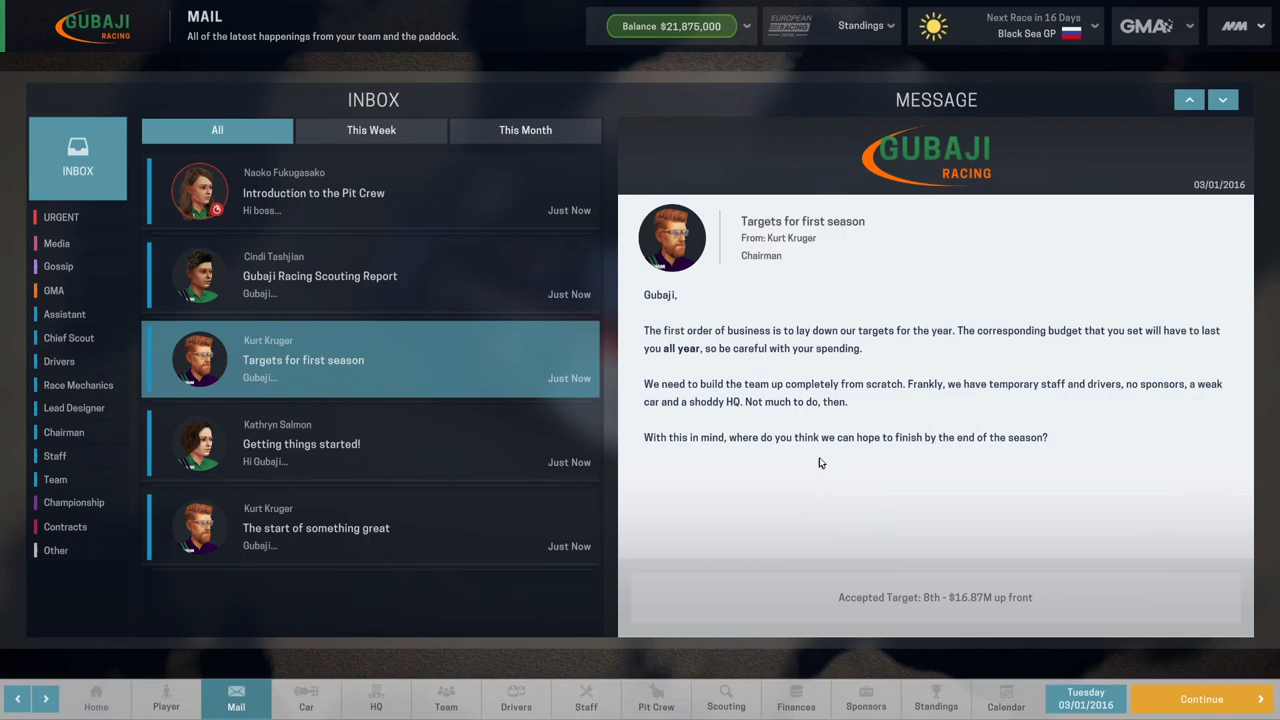 GUBAJI
RACING
MAIL
All of the latest happenings from your team and the paddock.
Balance $21,875,000
EUROPEAN
RACING
SERIES
Standings
Next Race in 16 Days
Black Sea GP
GMA
INBOX
INBOX
URGENT
Media
Gossip
GMA
Assistant
Chief Scout
Drivers
Race Mechanics
Lead Designer
Chairman
Staff
Team
Championship
Contracts
Other
All
This Week
This Month
Naoko Fukugasako
Introduction to the Pit Crew
Hi boss...
Just Now
Cindi Tashjian
Gubaji Racing Scouting Report
Gubaji...
Just Now
Kurt Kruger
Targets for first season
Gubaji...
Just Now
Kathryn Salmon
Getting things started!
Hi Gubaji...
Just Now
Kurt Kruger
The start of something great
Gubaji...
Just Now
MESSAGE
GUBAJI
RACING
03/01/2016
Targets for first season
From: Kurt Kruger
Chairman
Gubaji,
The first order of business is to lay down our targets for the year. The corresponding budget that you set will have to last
you all year, so be careful with your spending.
We need to build the team up completely from scratch. Frankly, we have temporary staff and drivers, no sponsors, a weak
car and a shoddy HQ. Not much to do, then.
With this in mind, where do you think we can hope to finish by the end of the season?
Accepted Target: 8th - $16.87M up front
Home
Player
Mail
Car
HQ
Team
Drivers
Staff
Pit Crew
Scouting
Finances
Sponsors
Standings
Calendar
Tuesday
03/01/2016
Continue